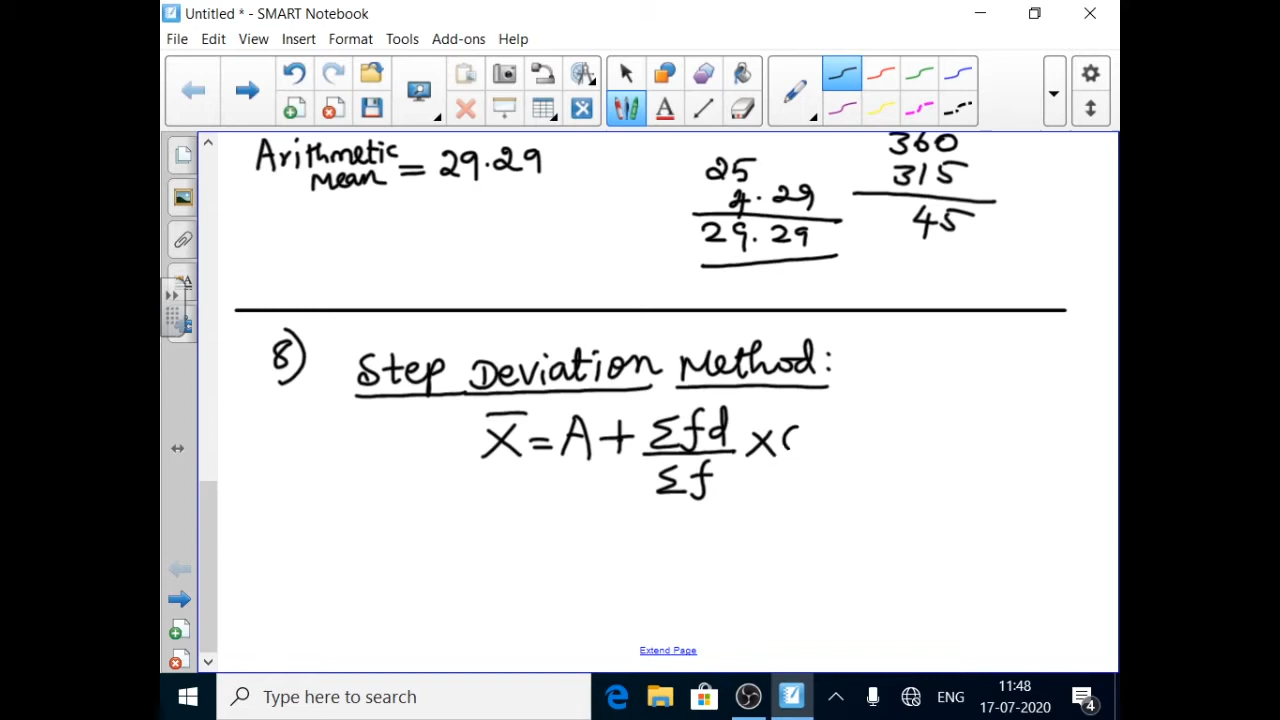 Untitled * - SMART Notebook
File Edit View Insert Format Tools Add-ons Help
Arithmetic mean = 29.29
25
4.29
29.29
360
315
45
8) Step Deviation Method:
X̅ = A + Σfd / Σf × C
Extend Page
Type here to search
ENG
11:48
17-07-2020
4